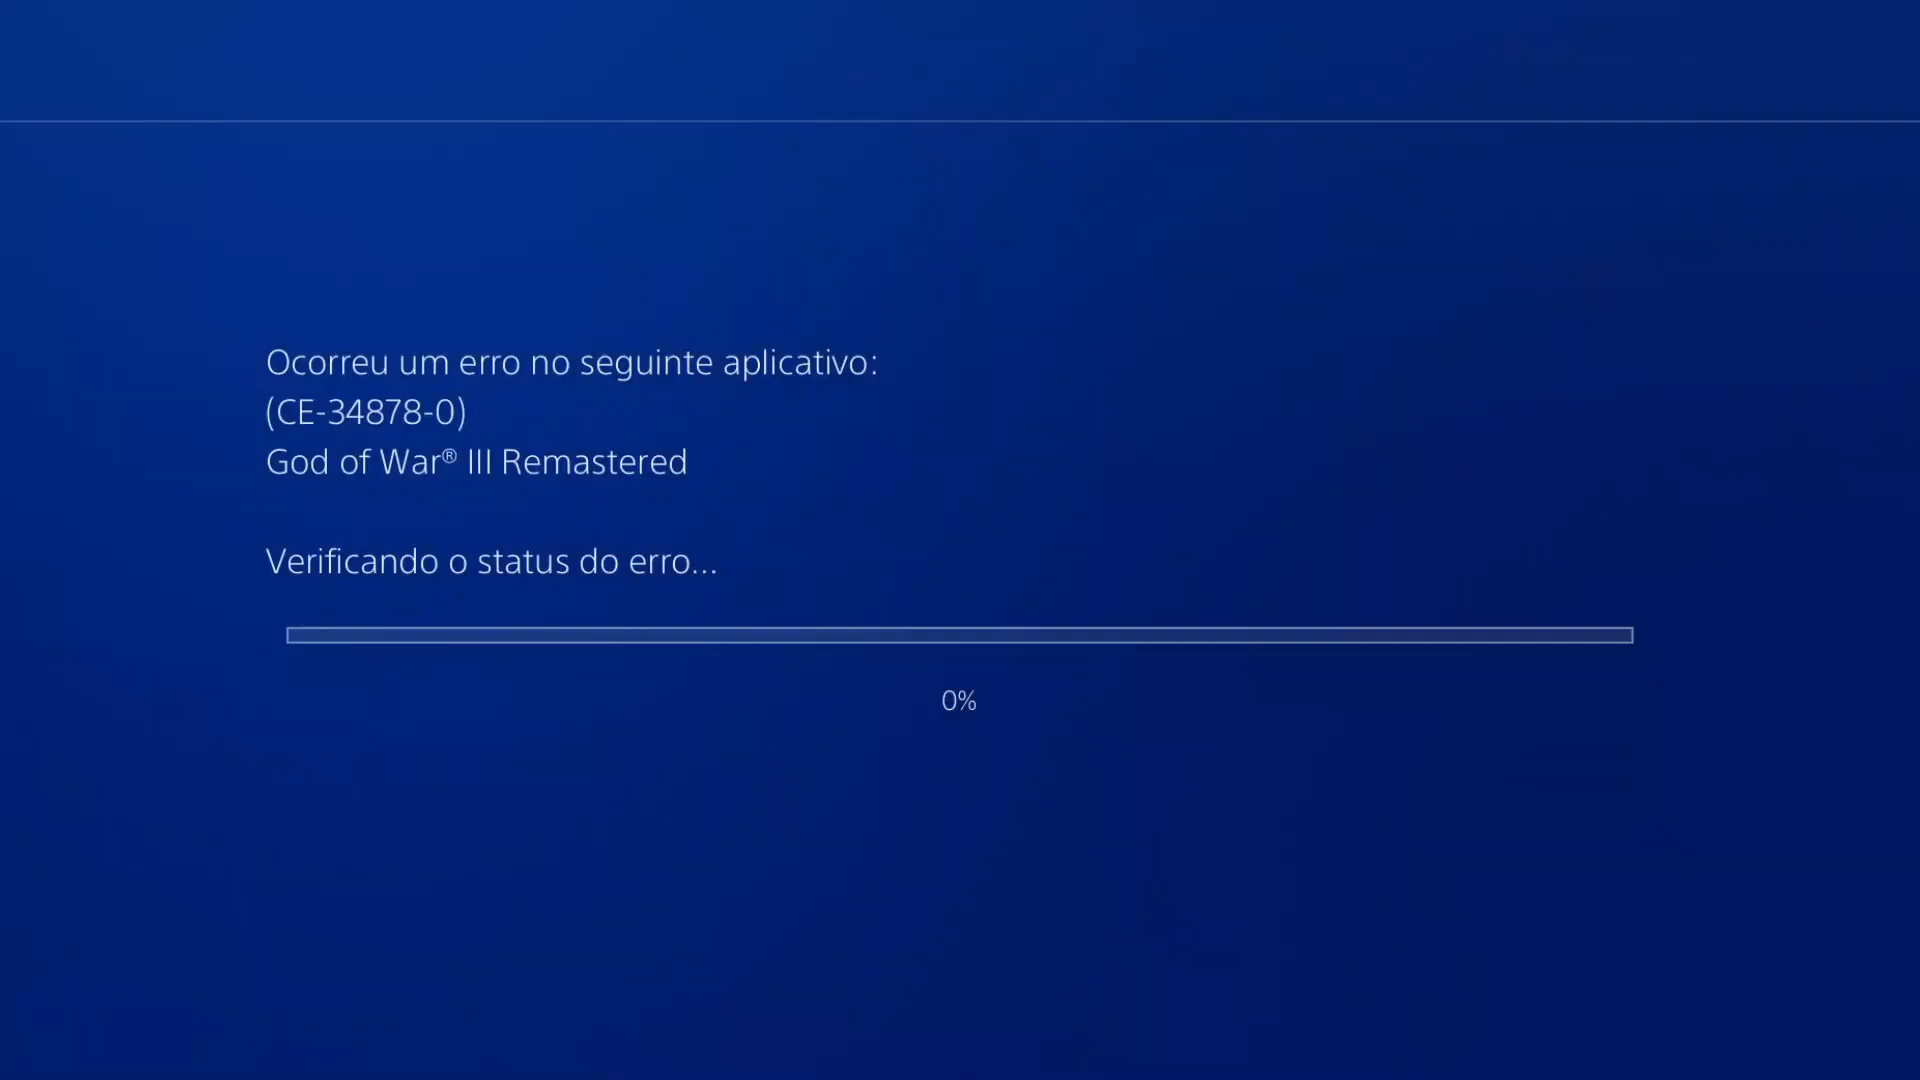 Ocorreu um erro no seguinte aplicativo:
(CE-34878-0)
God of War® III Remastered
Verificando o status do erro...
0%